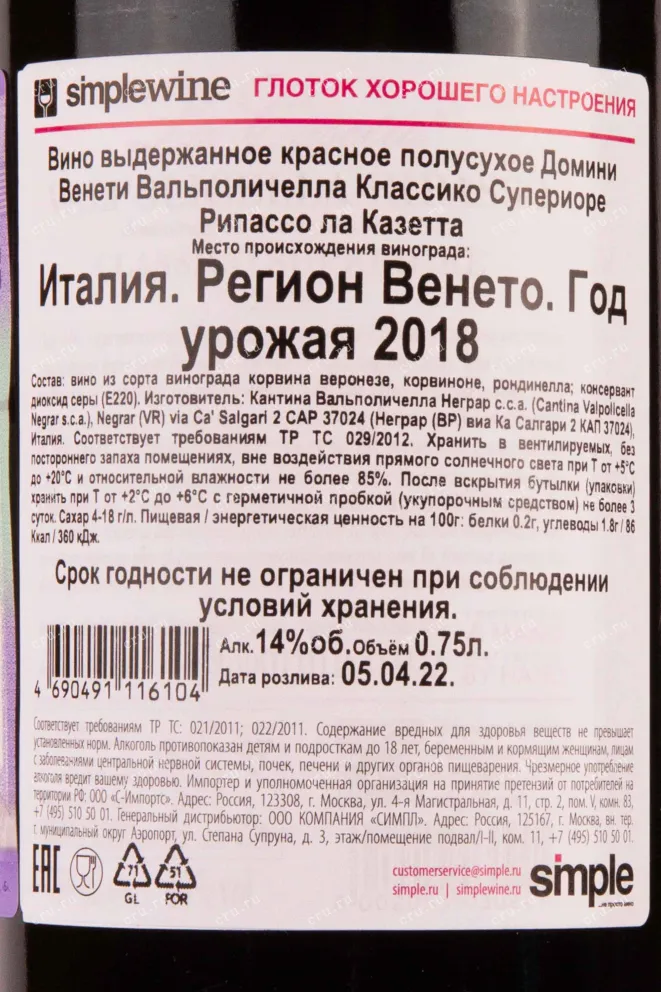 simplewine ГЛОТОК ХОРОШЕГО НАСТРОЕНИЯ
Вино выдержанное красное полусухое Домини
Венети Вальполичелла Классико Супериоре
Рипассо ла Казетта
Место происхождения винограда:
Италия. Регион Венето. Год
урожая 2018
Состав: вино из сорта винограда корвина веронезе, корвиноне, рондинелла; консервант
диоксид серы (Е220). Изготовитель: Кантина Вальполичелла Неграр с.с.а. (Cantina Valpolicella
Negrar s.c.a.), Negrar (VR) via Ca' Salgari 2 CAP 37024 (Неграр (ВР) виа Ка Салгари 2 КАП 37024),
Италия. Соответствует требованиям ТР ТС 029/2012. Хранить в вентилируемых, без
постороннего запаха помещениях, вне воздействия прямого солнечного света при Т от +5°С
до +20°С и относительной влажности не более 85%. После вскрытия бутылки (упаковки)
хранить при Т от +2°С до +6°С с герметичной пробкой (укупорочным средством) не более 3
суток. Сахар 4-18 г/л. Пищевая / энергетическая ценность на 100г: белки 0.2г, углеводы 1.8г / 86
Ккал / 360 кДж.
Срок годности не ограничен при соблюдении
условий хранения.
Алк. 14%об. Объём 0.75л.
Дата розлива: 05.04.22.
4 690491 116104
Соответствует требованиям ТР ТС: 021/2011; 022/2011. Содержание вредных для здоровья веществ не превышает
установленных норм. Алкоголь противопоказан детям и подросткам до 18 лет, беременным и кормящим женщинам, лицам
с заболеваниями центральной нервной системы, почек, печени и других органов пищеварения. Чрезмерное употребление
алкоголя вредит вашему здоровью. Импортер и уполномоченная организация на принятие претензий от потребителей на
территории РФ: ООО «С-Импортс». Адрес: Россия, 123308, г. Москва, ул. 4-я Магистральная, д. 11, стр. 2, пом. V, комн. 83,
+7 (495) 510 50 01. Генеральный дистрибьютор: ООО КОМПАНИЯ «СИМПЛ». Адрес: Россия, 125167, г. Москва, вн. тер.
г. муниципальный округ Аэропорт, ул. Степана Супруна, д. 3, этаж/помещение подвал/I-II, ком. 11, +7 (495) 510 50 01.
EAC
71
GL
51
FOR
customerservice@simple.ru
simple.ru | simplewine.ru
simple
...не просто вино